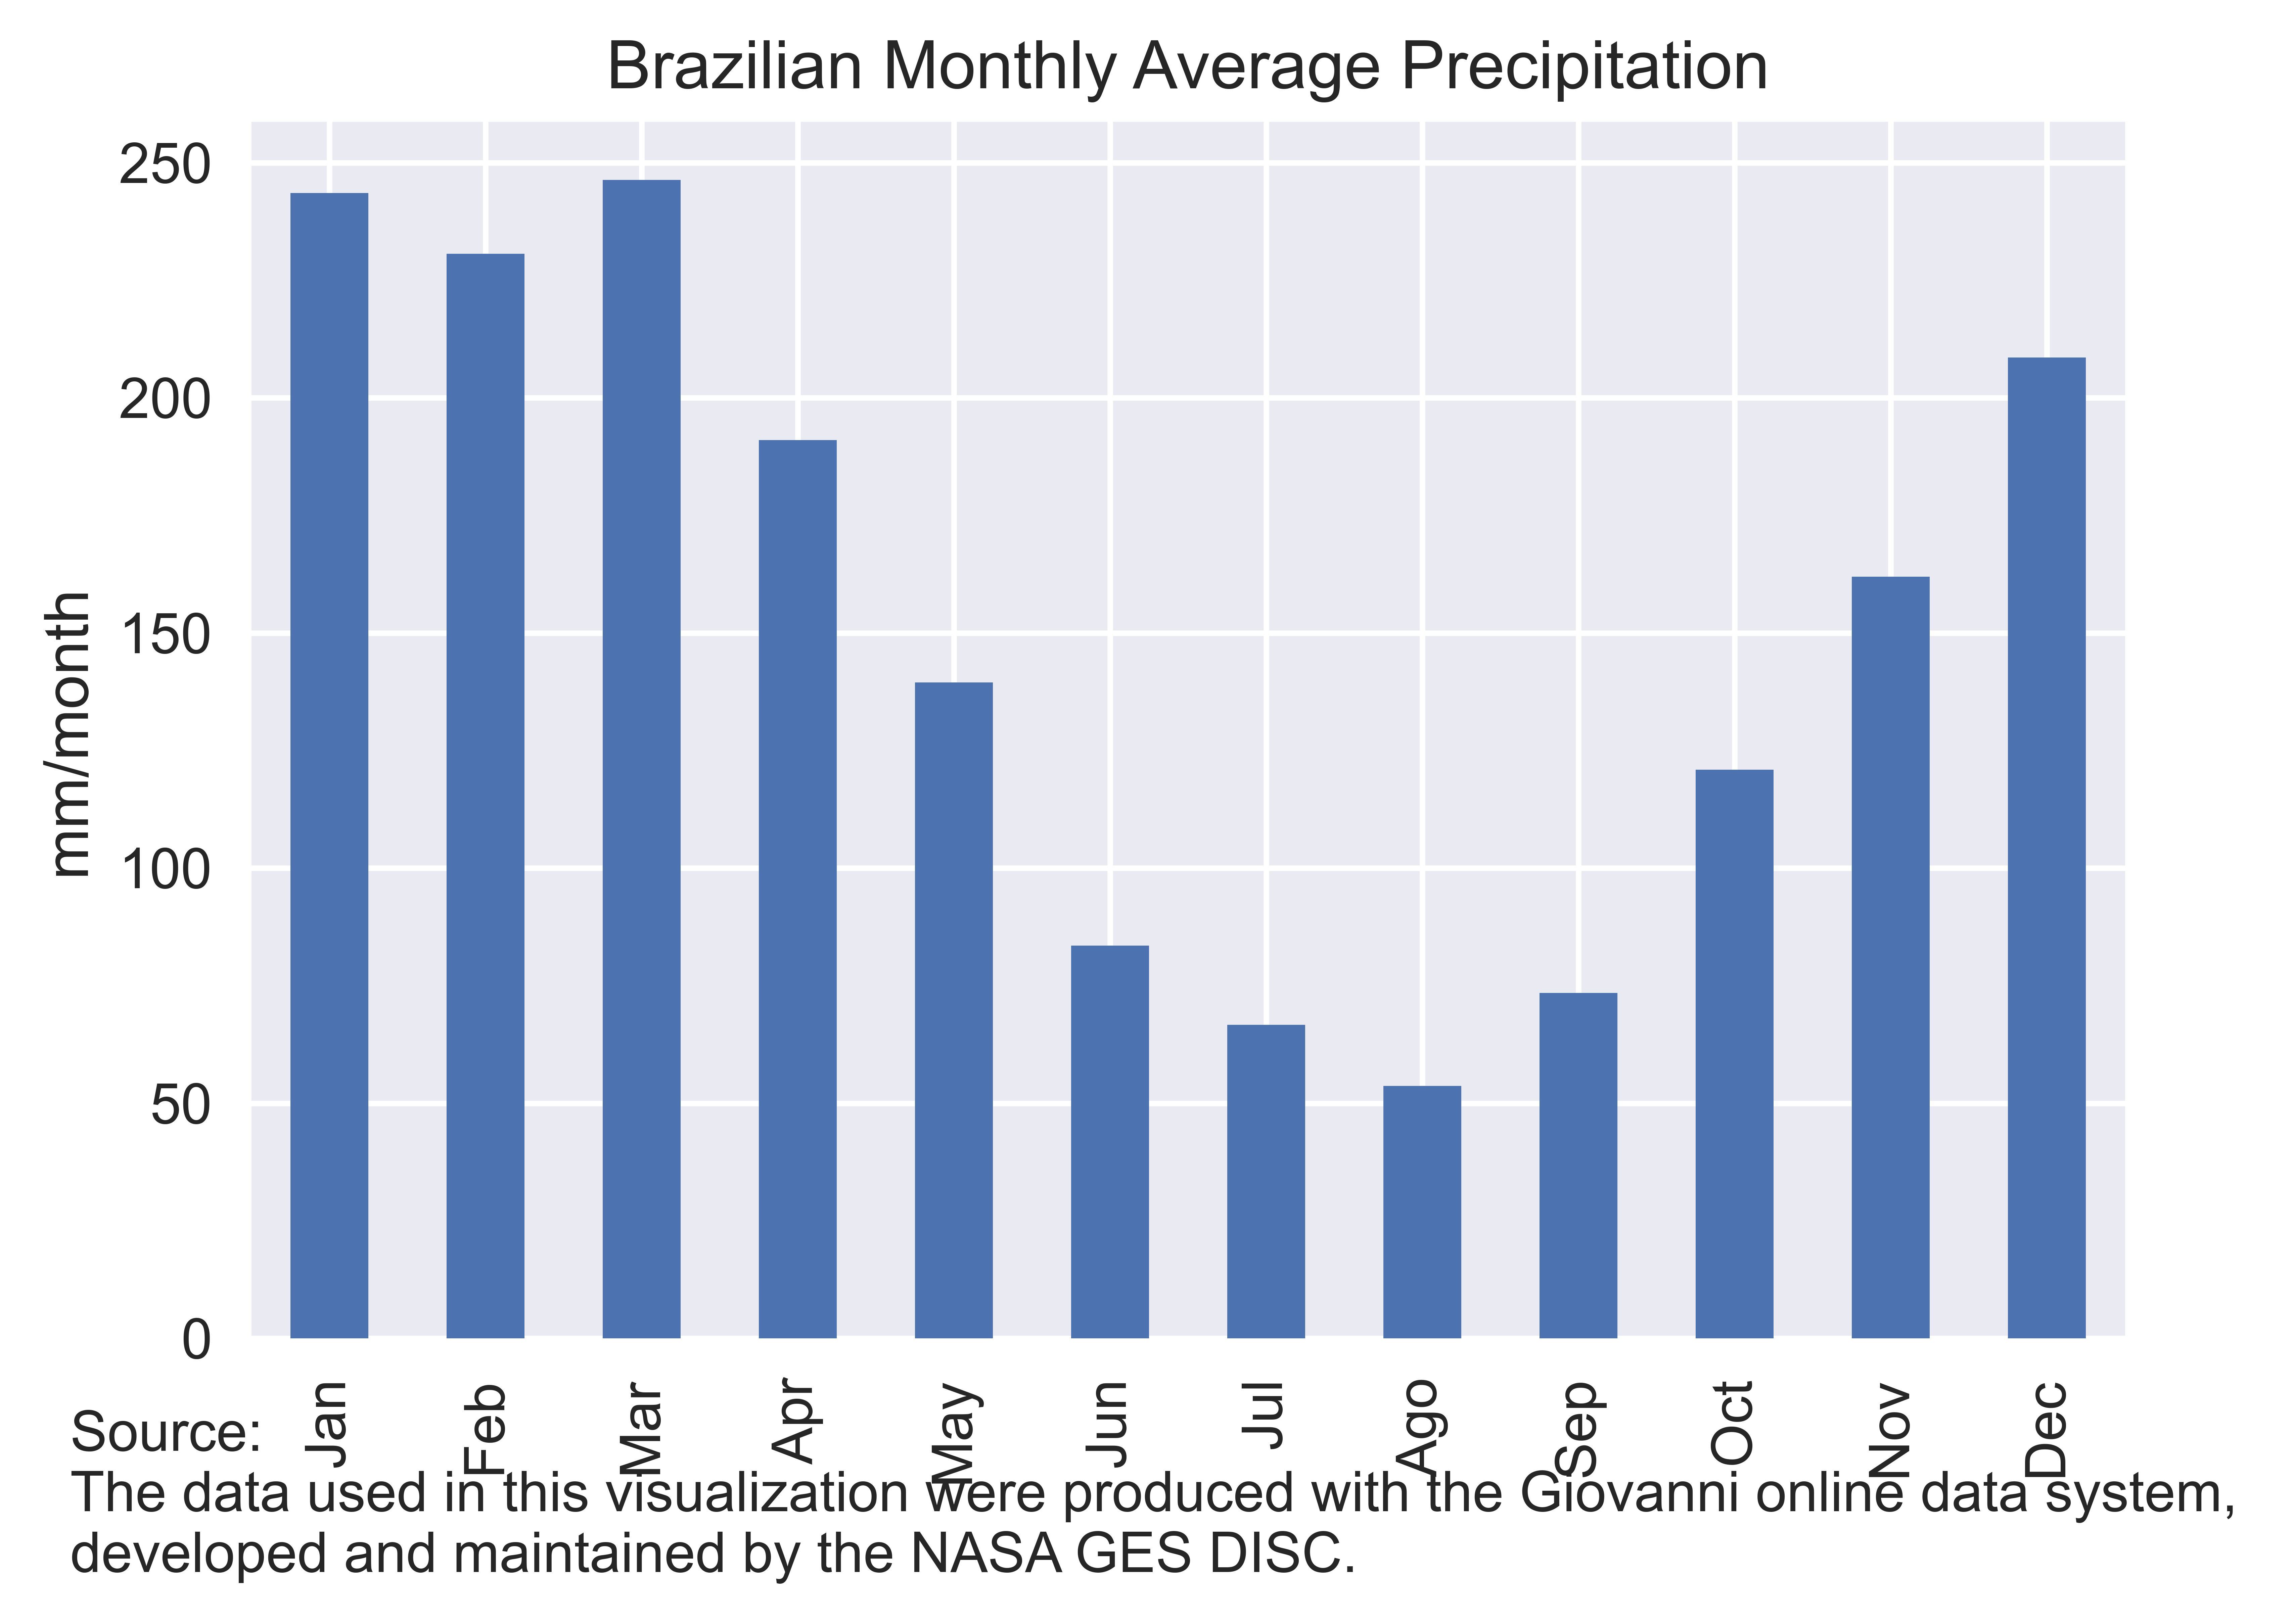 Brazilian Monthly Average Precipitation
250
200
150
100
50
0
mm/month
Jan Feb Mar Apr May Jun Jul Ago Sep Oct Nov Dec
Source:
The data used in this visualization were produced with the Giovanni online data system,
developed and maintained by the NASA GES DISC.